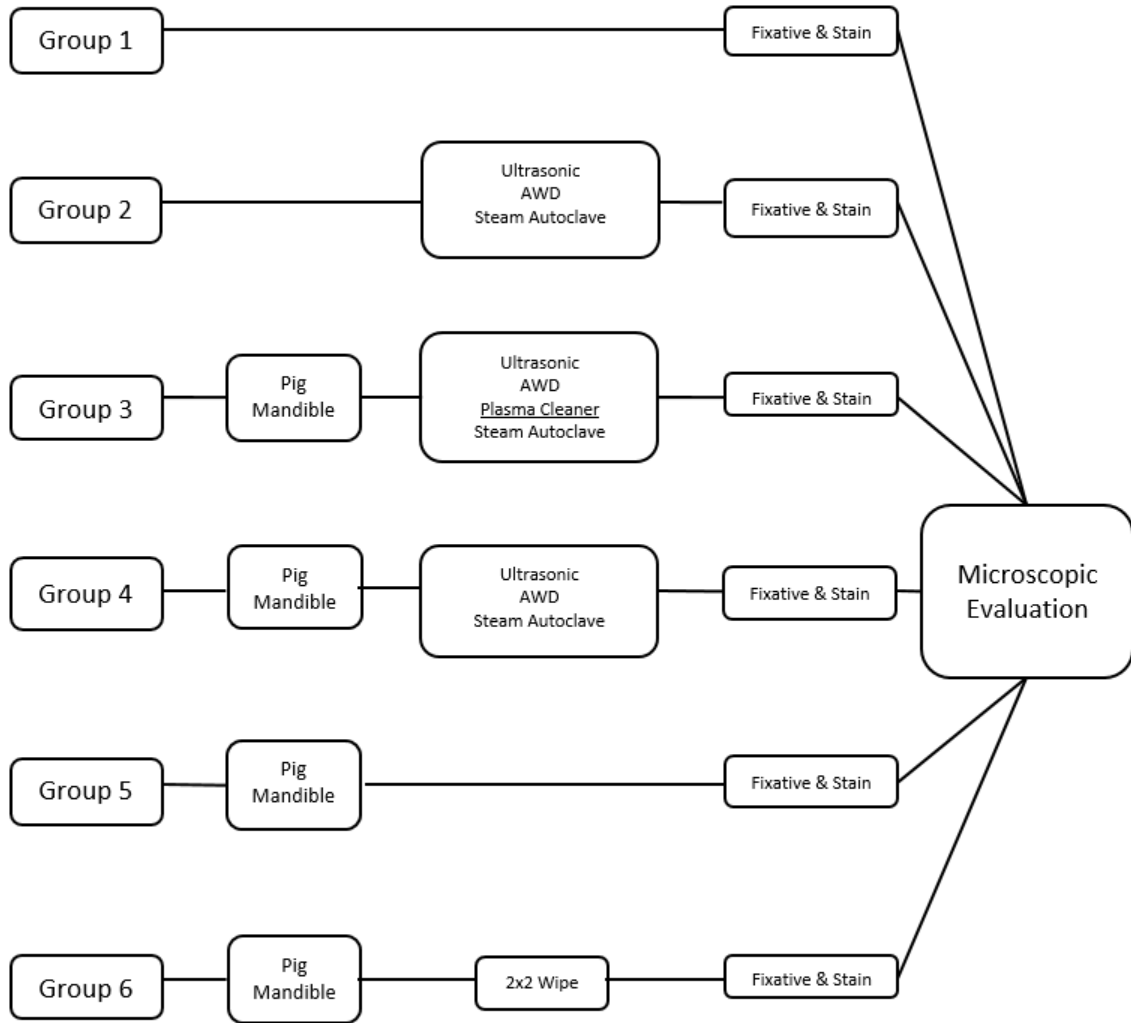 Group 1
Fixative & Stain
Group 2
Ultrasonic
AWD
Steam Autoclave
Fixative & Stain
Group 3
Pig
Mandible
Ultrasonic
AWD
Plasma Cleaner
Steam Autoclave
Fixative & Stain
Group 4
Pig
Mandible
Ultrasonic
AWD
Steam Autoclave
Fixative & Stain
Microscopic
Evaluation
Group 5
Pig
Mandible
Fixative & Stain
Group 6
Pig
Mandible
2x2 Wipe
Fixative & Stain